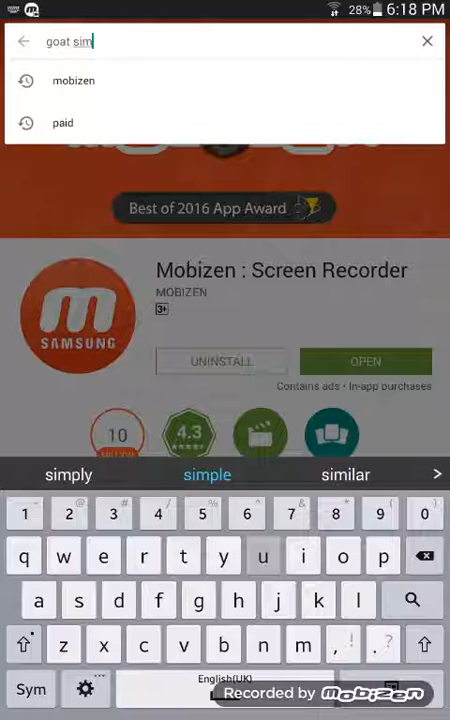 28% 6:18 PM
goat sim
mobizen
paid
Best of 2016 App Award
Mobizen : Screen Recorder
MOBIZEN
3+
m
SAMSUNG
UNINSTALL OPEN
Contains ads • In-app purchases
10
MILLION
4.3
simply simple similar >
1 2 3 4 5 6 7 8 9 0
q w e r t y u i o p
a s d f g h j k l
z x c v b n m , ! . ?
Sym English(UK)
Recorded by mobizen